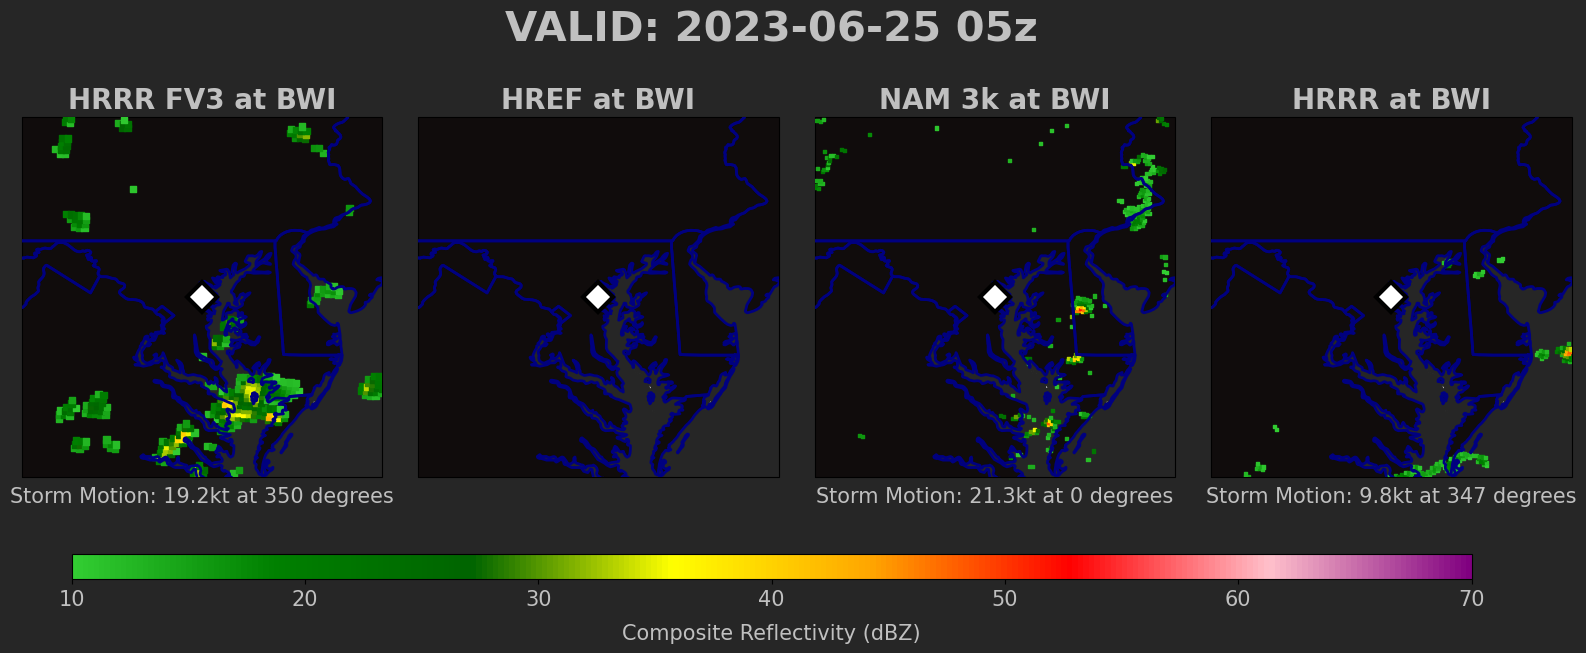 VALID: 2023-06-25 05z
HRRR FV3 at BWI
HREF at BWI
NAM 3k at BWI
HRRR at BWI
Storm Motion: 19.2kt at 350 degrees
Storm Motion: 21.3kt at 0 degrees
Storm Motion: 9.8kt at 347 degrees
10 20 30 40 50 60 70
Composite Reflectivity (dBZ)